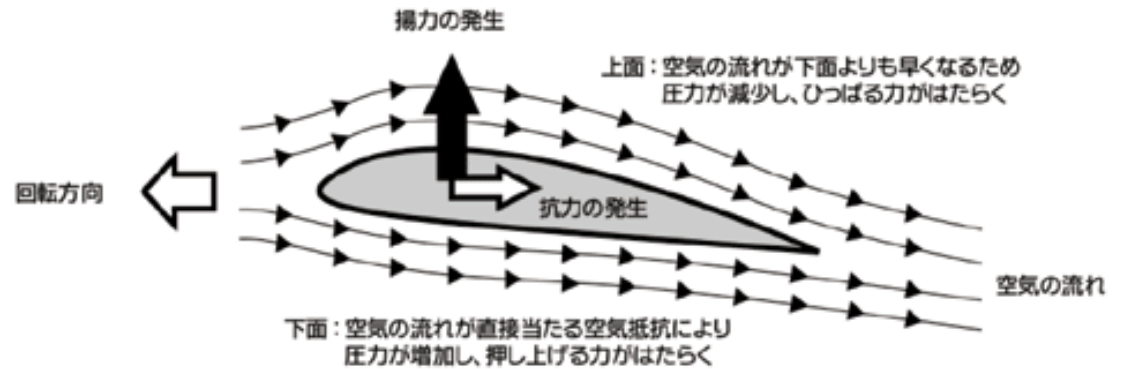 揚力の発生
上面：空気の流れが下面よりも早くなるため
圧力が減少し、ひっぱる力がはたらく
回転方向
抗力の発生
空気の流れ
下面：空気の流れが直接当たる空気抵抗により
圧力が増加し、押し上げる力がはたらく